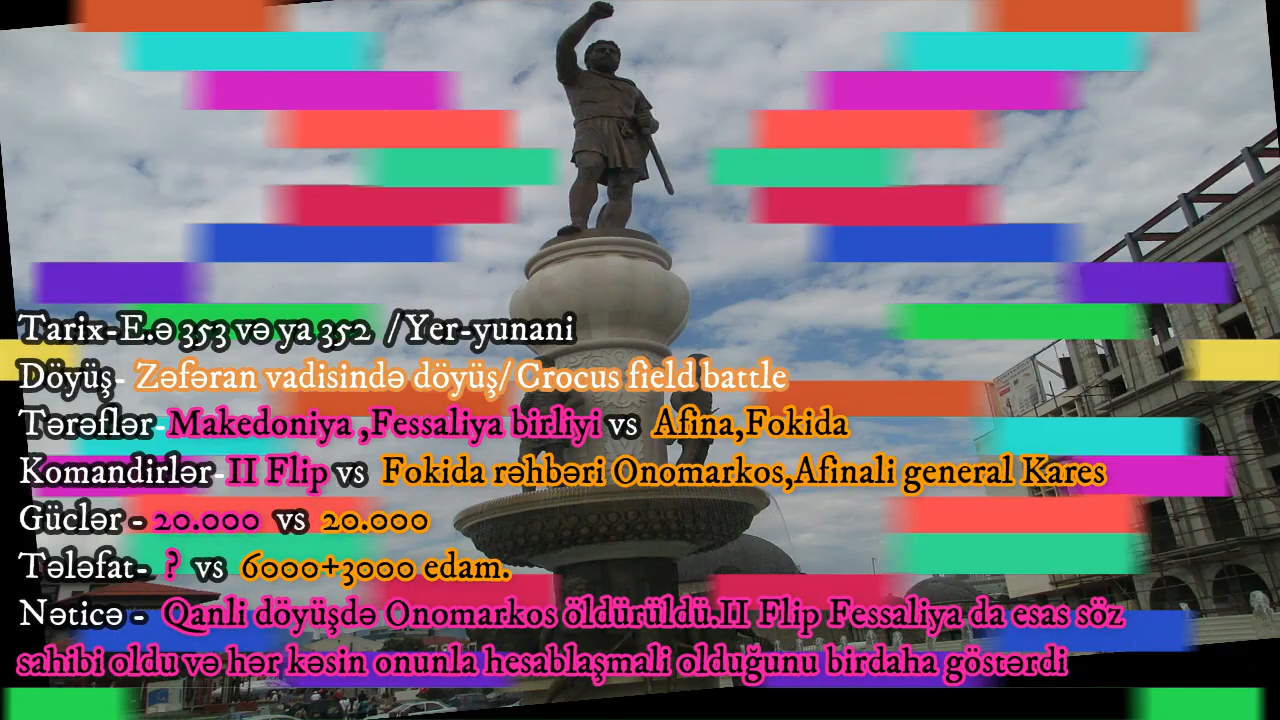 Tarix-E.ə 353 və ya 352 / Yer-yunani
Döyüş- Zəfəran vadisində döyüş/ Crocus field battle
Tərəflər-Makedoniya ,Fessaliya birliyi vs Afina,Fokida
Komandirlər-II Flip vs Fokida rəhbəri Onomarkos,Afinali general Kares
Güclər - 20.000 vs 20.000
Tələfat- ? vs 6000+3000 edam.
Nəticə - Qanli döyüşdə Onomarkos öldürüldü.II Flip Fessaliya da esas söz
sahibi oldu və hər kəsin onunla hesablaşmali olduğunu birdaha göstərdi